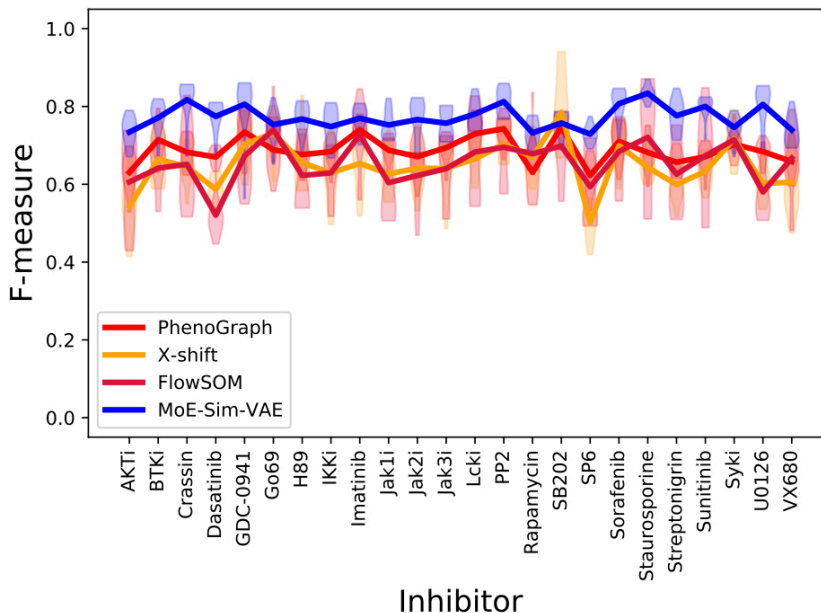 1.0
0.8
0.6
0.4
0.2
0.0
F-measure
PhenoGraph
X-shift
FlowSOM
MoE-Sim-VAE
AKTi
BTKi
Crassin
Dasatinib
GDC-0941
Go69
H89
IKKi
Imatinib
Jak1i
Jak2i
Jak3i
Lcki
PP2
Rapamycin
SB202
SP6
Sorafenib
Staurosporine
Streptonigrin
Sunitinib
Syki
U0126
VX680
Inhibitor